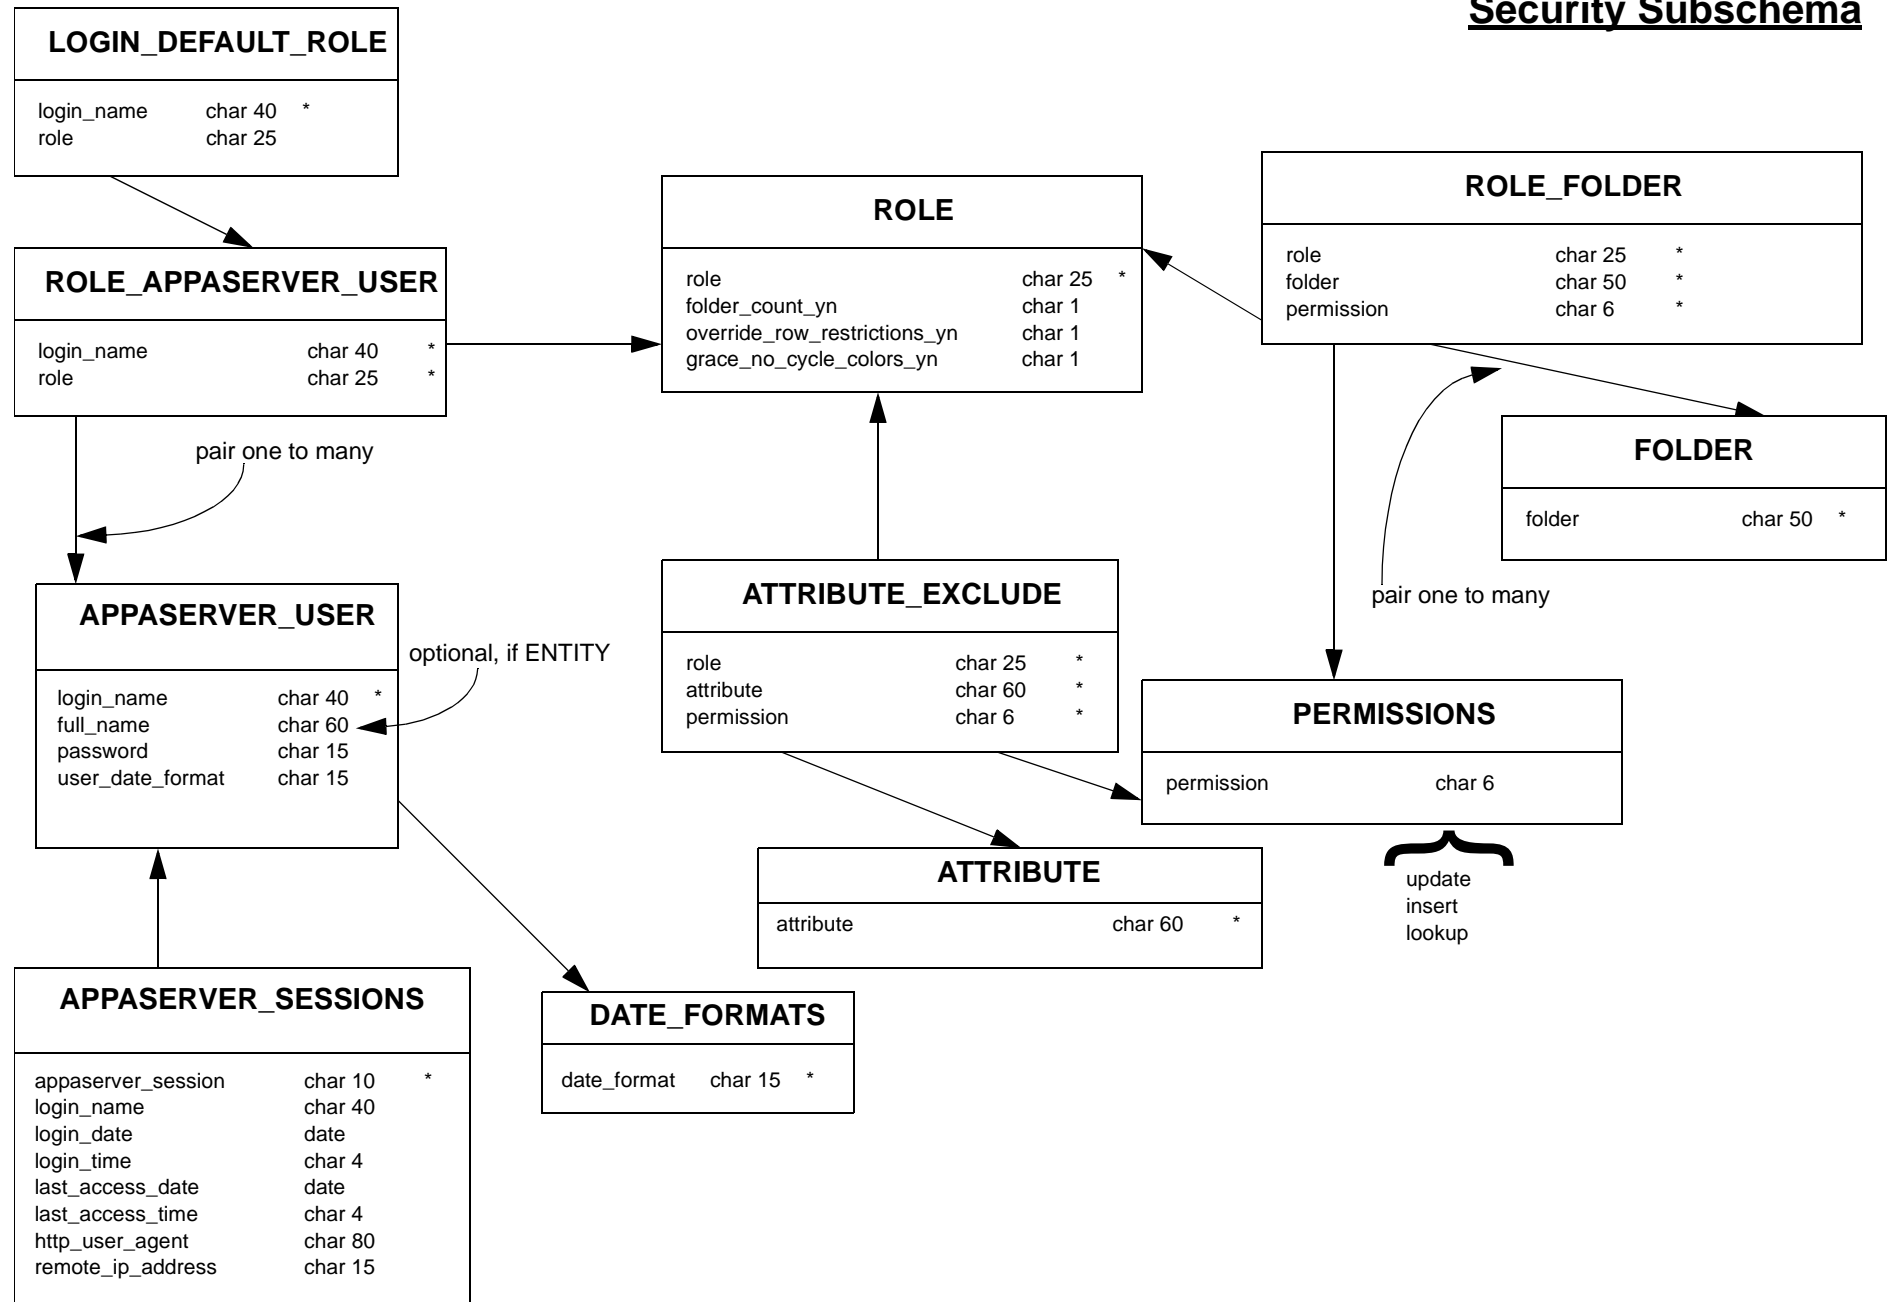 Security Subschema
LOGIN_DEFAULT_ROLE
login_name char 40 *
role char 25
ROLE_APPASERVER_USER
login_name char 40 *
role char 25 *
pair one to many
ROLE
role char 25 *
folder_count_yn char 1
override_row_restrictions_yn char 1
grace_no_cycle_colors_yn char 1
ROLE_FOLDER
role char 25 *
folder char 50 *
permission char 6 *
FOLDER
folder char 50 *
pair one to many
APPASERVER_USER
login_name char 40 *
full_name char 60
password char 15
user_date_format char 15
optional, if ENTITY
ATTRIBUTE_EXCLUDE
role char 25 *
attribute char 60 *
permission char 6 *
PERMISSIONS
permission char 6
update
insert
lookup
ATTRIBUTE
attribute char 60 *
APPASERVER_SESSIONS
appaserver_session char 10 *
login_name char 40
login_date date
login_time char 4
last_access_date date
last_access_time char 4
http_user_agent char 80
remote_ip_address char 15
DATE_FORMATS
date_format char 15 *